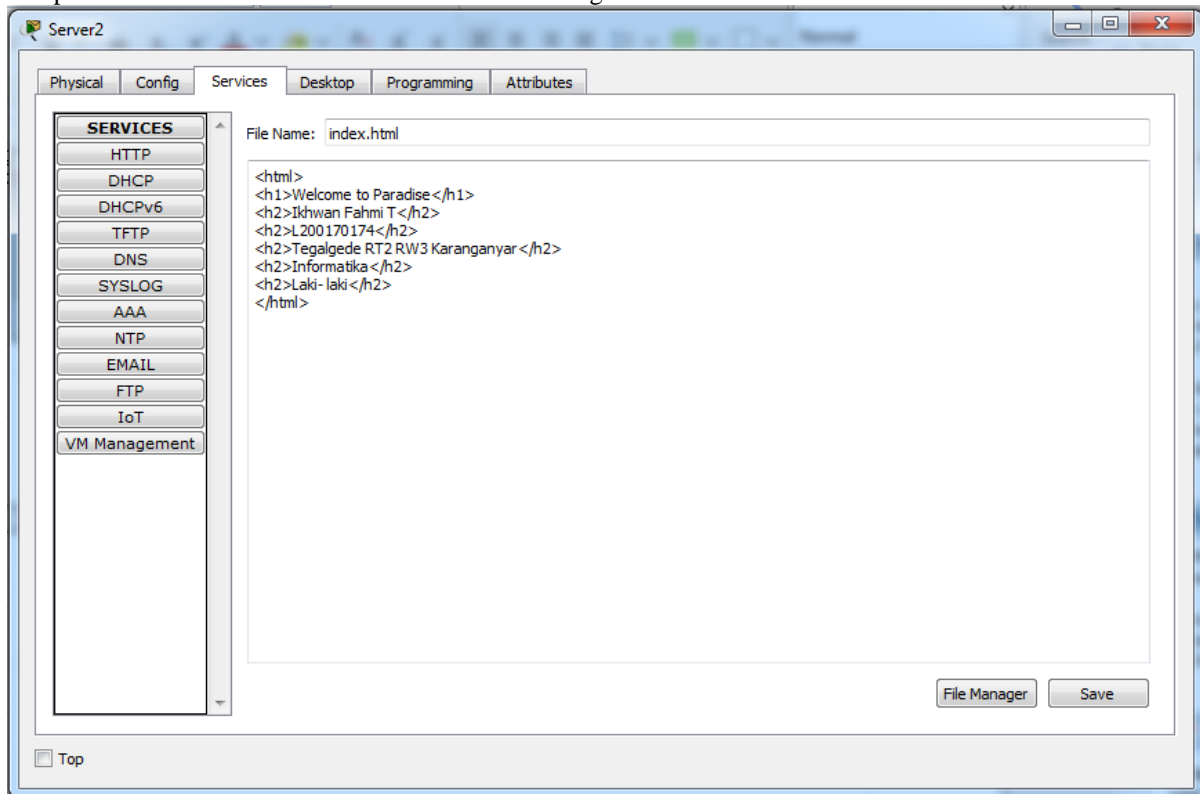 Server2
Physical Config Services Desktop Programming Attributes
SERVICES
HTTP
DHCP
DHCPv6
TFTP
DNS
SYSLOG
AAA
NTP
EMAIL
FTP
IoT
VM Management
File Name: index.html
<html>
<h1>Welcome to Paradise</h1>
<h2>Ikhwan Fahmi T</h2>
<h2>L200170174</h2>
<h2>Tegalgede RT2 RW3 Karanganyar</h2>
<h2>Informatika</h2>
<h2>Laki- laki</h2>
</html>
File Manager Save
Top